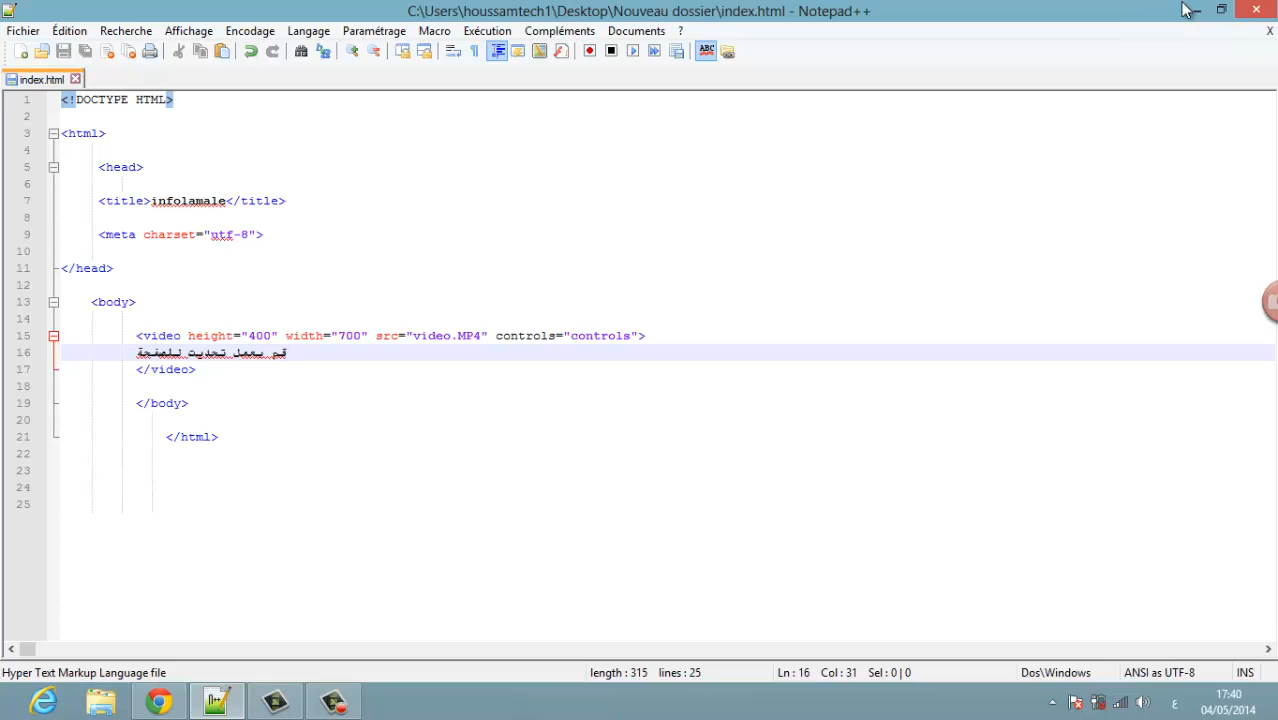 C:\Users\houssamtech1\Desktop\Nouveau dossier\index.html - Notepad++
Fichier Édition Recherche Affichage Encodage Langage Paramétrage Macro Exécution Compléments Documents ? X
ABC
index.html
1 <!DOCTYPE HTML>
2
3 <html>
4
5 <head>
6
7 <title>infolamale</title>
8
9 <meta charset="utf-8">
10
11 </head>
12
13 <body>
14
15 <video height="400" width="700" src="video.MP4" controls="controls">
16 قم بعمل تحديت للصفحة
17 </video>
18
19 </body>
20
21 </html>
22
23
24
25
Hyper Text Markup Language file length : 315 lines : 25 Ln : 16 Col : 31 Sel : 0 | 0 Dos\Windows ANSI as UTF-8 INS
ع 17:40
04/05/2014